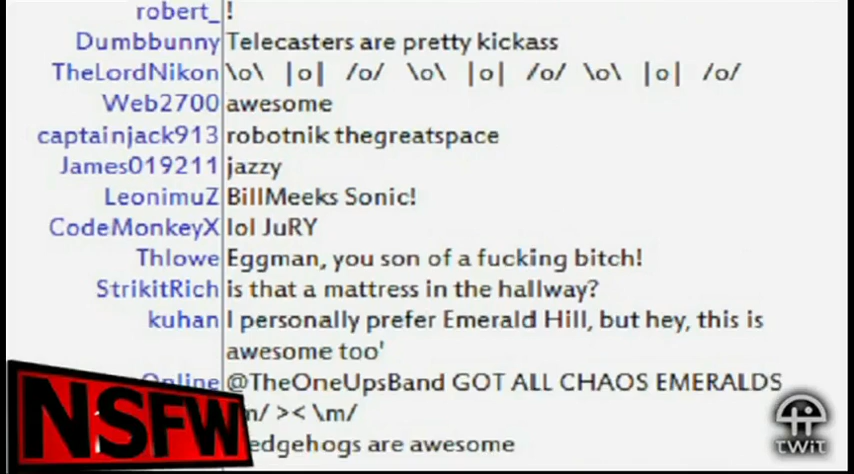 robert_ !
Dumbbunny Telecasters are pretty kickass
TheLordNikon \o\ |o| /o/ \o\ |o| /o/ \o\ |o| /o/
Web2700 awesome
captainjack913 robotnik thegreatspace
James019211 jazzy
LeonimuZ BillMeeks Sonic!
CodeMonkeyX lol JuRY
Thlowe Eggman, you son of a fucking bitch!
StrikitRich is that a mattress in the hallway?
kuhan I personally prefer Emerald Hill, but hey, this is
awesome too'
Online @TheOneUpsBand GOT ALL CHAOS EMERALDS
m/ >< \m/
edgehogs are awesome
NSFW
TWiT